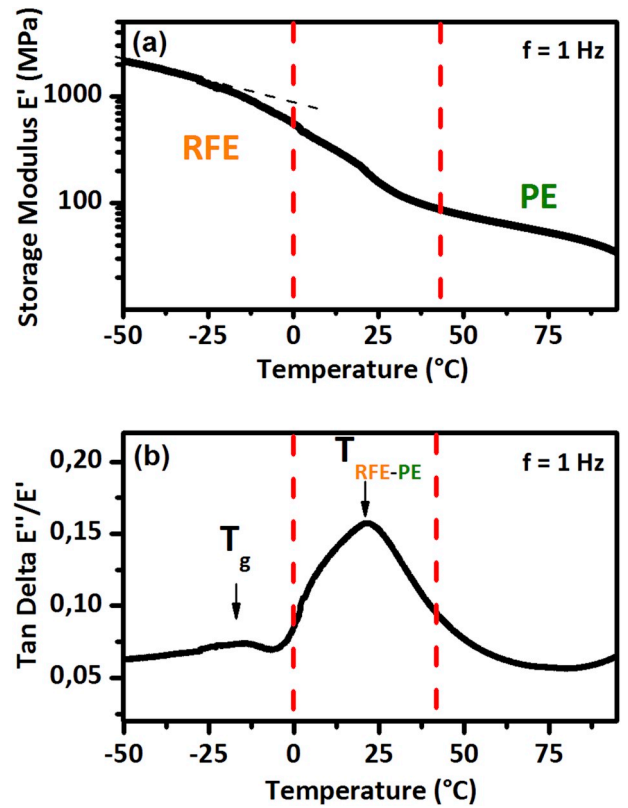 (a)
f = 1 Hz
Storage Modulus E' (MPa)
1000
100
RFE
PE
-50 -25 0 25 50 75
Temperature (°C)
(b)
f = 1 Hz
Tan Delta E''/E'
0,20
0,15
0,10
0,05
T RFE-PE
Tg
-50 -25 0 25 50 75
Temperature (°C)